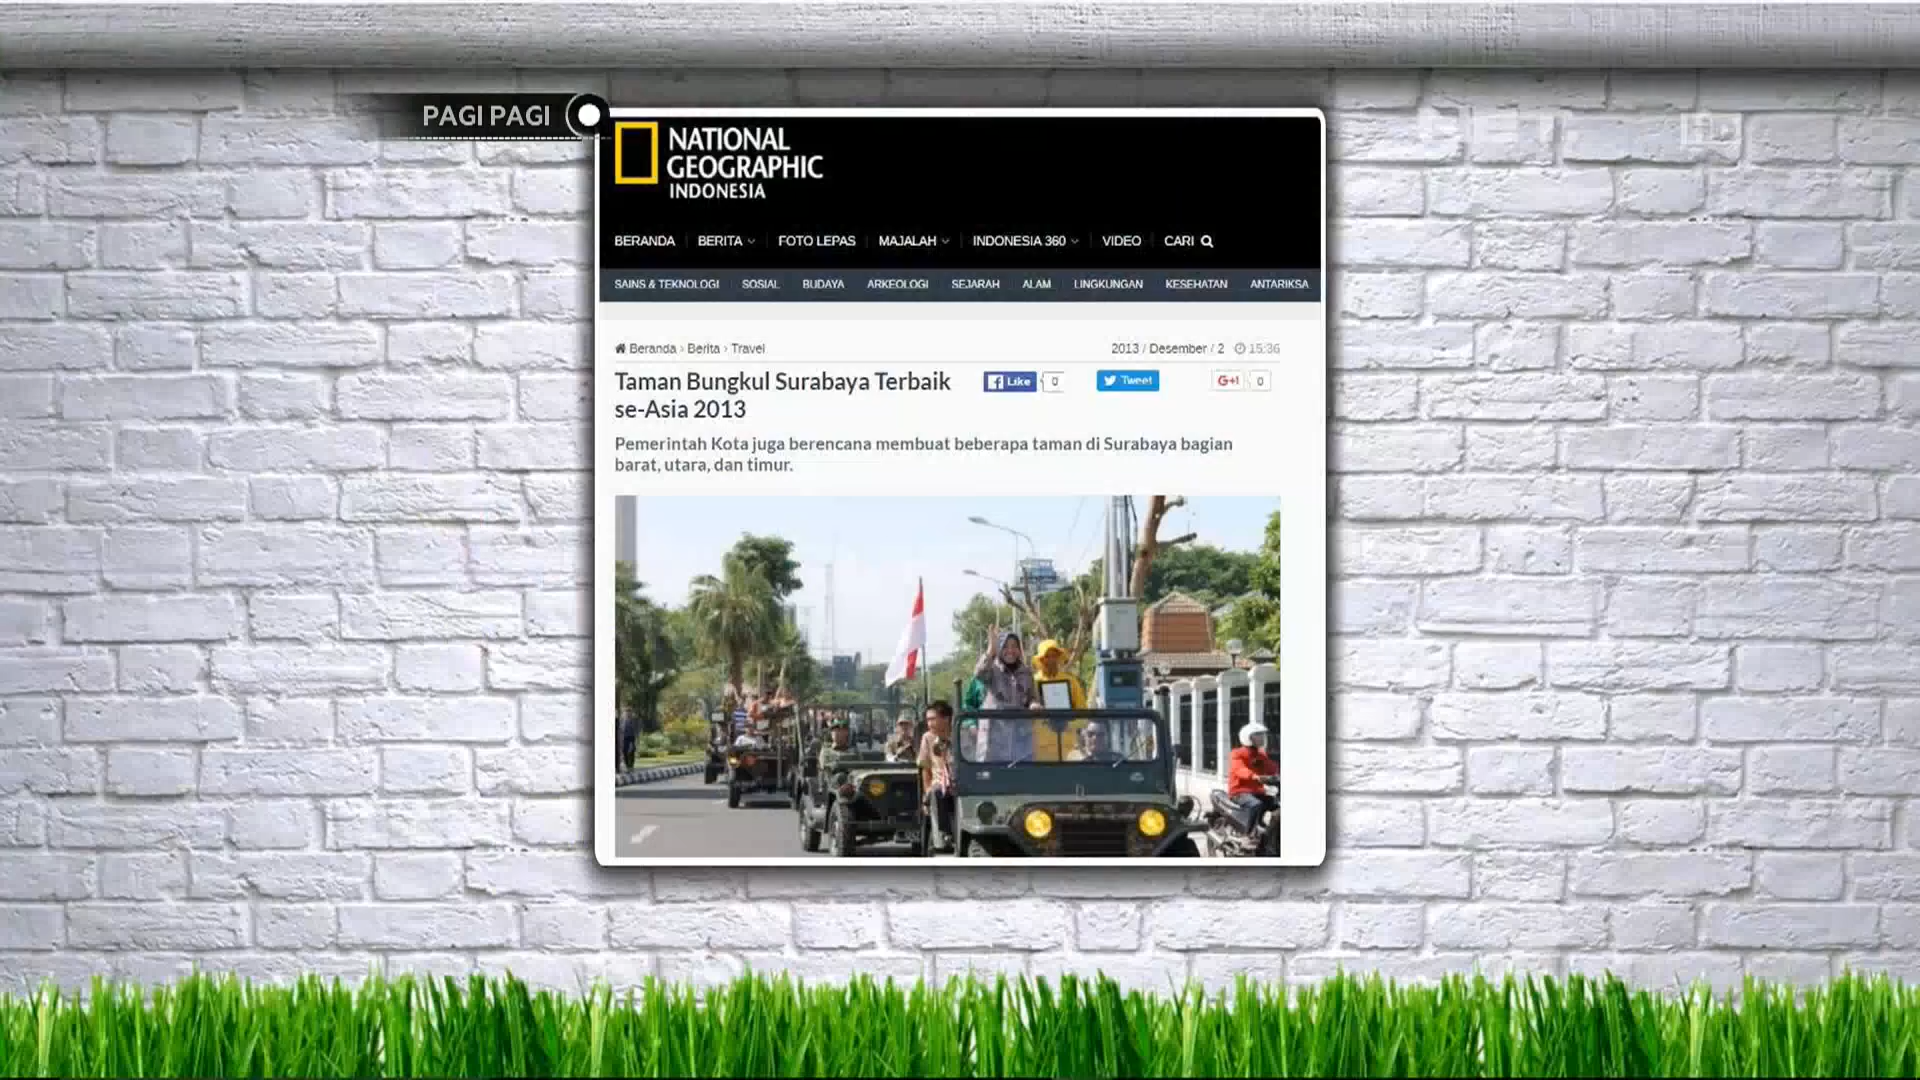 PAGI PAGI
NET.
HD
NATIONAL
GEOGRAPHIC
INDONESIA
BERANDA BERITA FOTO LEPAS MAJALAH INDONESIA 360 VIDEO CARI
SAINS & TEKNOLOGI SOSIAL BUDAYA ARKEOLOGI SEJARAH ALAM LINGKUNGAN KESEHATAN ANTARIKSA
Beranda › Berita › Travel 2013 / Desember / 2 15:36
Taman Bungkul Surabaya Terbaik
se-Asia 2013
Like 0 Tweet G+1 0
Pemerintah Kota juga berencana membuat beberapa taman di Surabaya bagian
barat, utara, dan timur.